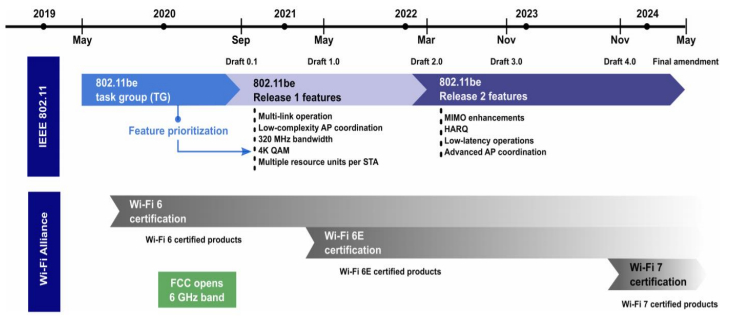 2019 2020 2021 2022 2023 2024
May Sep May Mar Nov Nov May
Draft 0.1 Draft 1.0 Draft 2.0 Draft 3.0 Draft 4.0 Final amendment
IEEE 802.11
802.11be
task group (TG)
802.11be
Release 1 features
802.11be
Release 2 features
Feature prioritization
Multi-link operation
Low-complexity AP coordination
320 MHz bandwidth
4K QAM
Multiple resource units per STA
MIMO enhancements
HARQ
Low-latency operations
Advanced AP coordination
Wi-Fi Alliance
Wi-Fi 6
certification
Wi-Fi 6 certified products
Wi-Fi 6E
certification
Wi-Fi 6E certified products
FCC opens
6 GHz band
Wi-Fi 7
certification
Wi-Fi 7 certified products